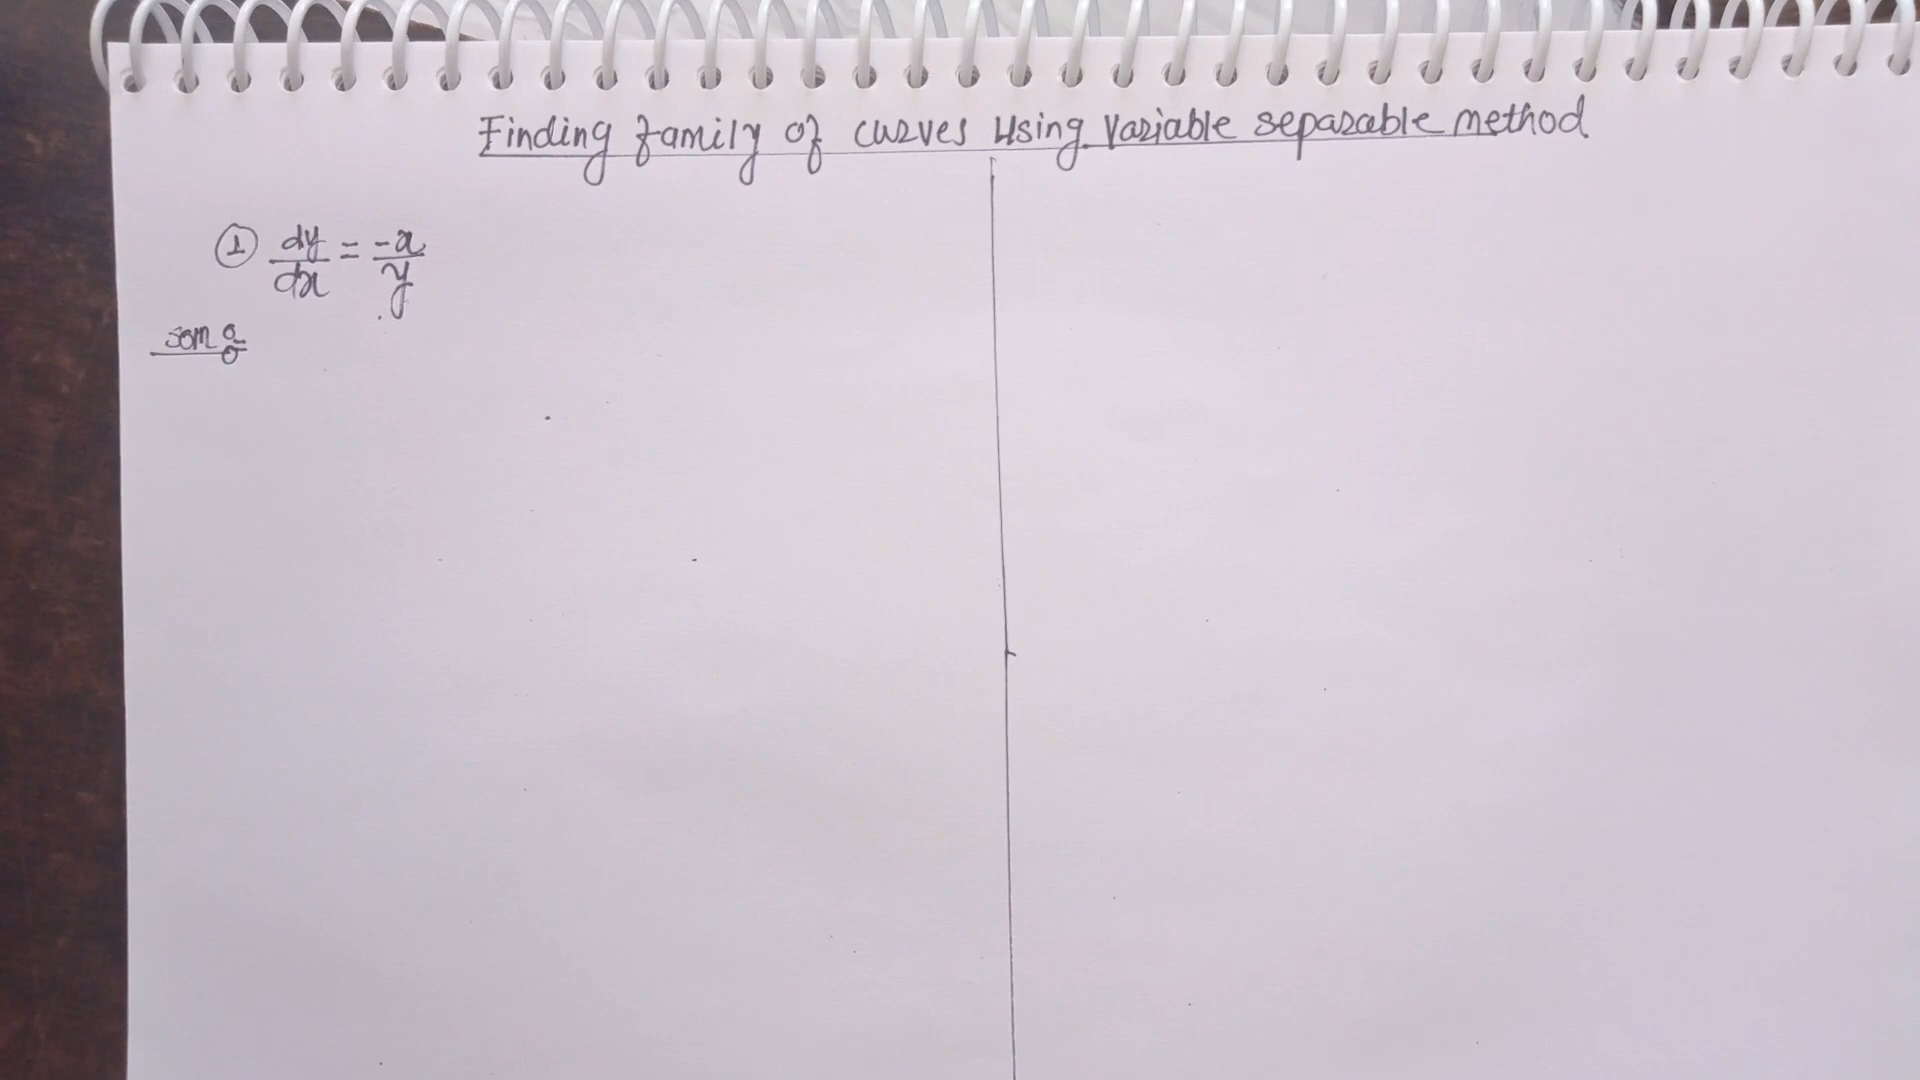 Finding family of curves using variable separable method
① dy/dx = -x/y
Soln: